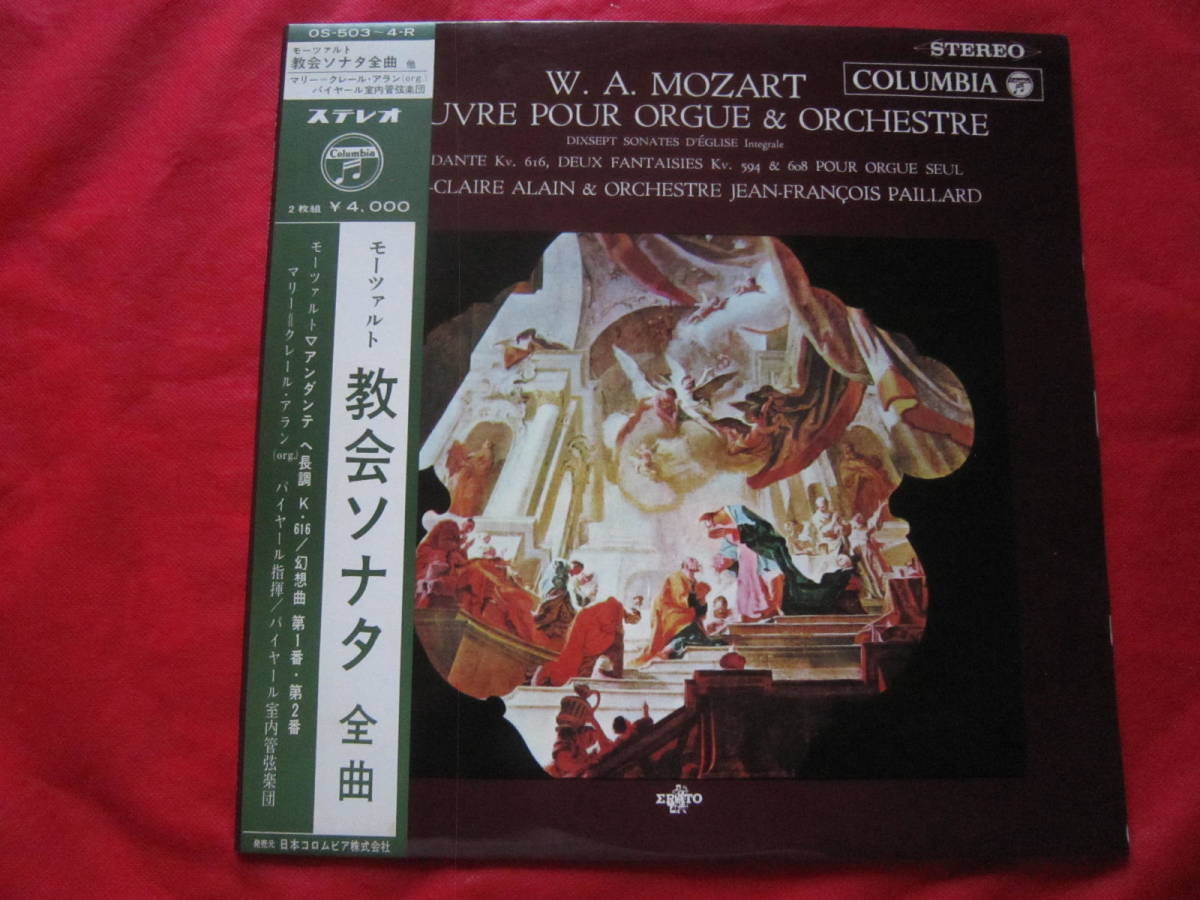 OS-503〜4-R
モーツァルト
教会ソナタ全曲 他
マリー=クレール・アラン(org.)
パイヤール室内管弦楽団
ステレオ
Columbia
2枚組 ¥4,000
モーツァルト
教会ソナタ 全曲
モーツァルト▽アンダンテ ヘ長調 K・616/幻想曲 第1番・第2番
マリー=クレール・アラン(org.) パイヤール指揮/パイヤール室内管弦楽団
発売元 日本コロムビア株式会社
STEREO
COLUMBIA
W. A. MOZART
UVRE POUR ORGUE & ORCHESTRE
DIXSEPT SONATES D'ÉGLISE Integrale
DANTE Kv. 616, DEUX FANTAISIES Kv. 594 & 608 POUR ORGUE SEUL
-CLAIRE ALAIN & ORCHESTRE JEAN-FRANÇOIS PAILLARD
ΣRATO